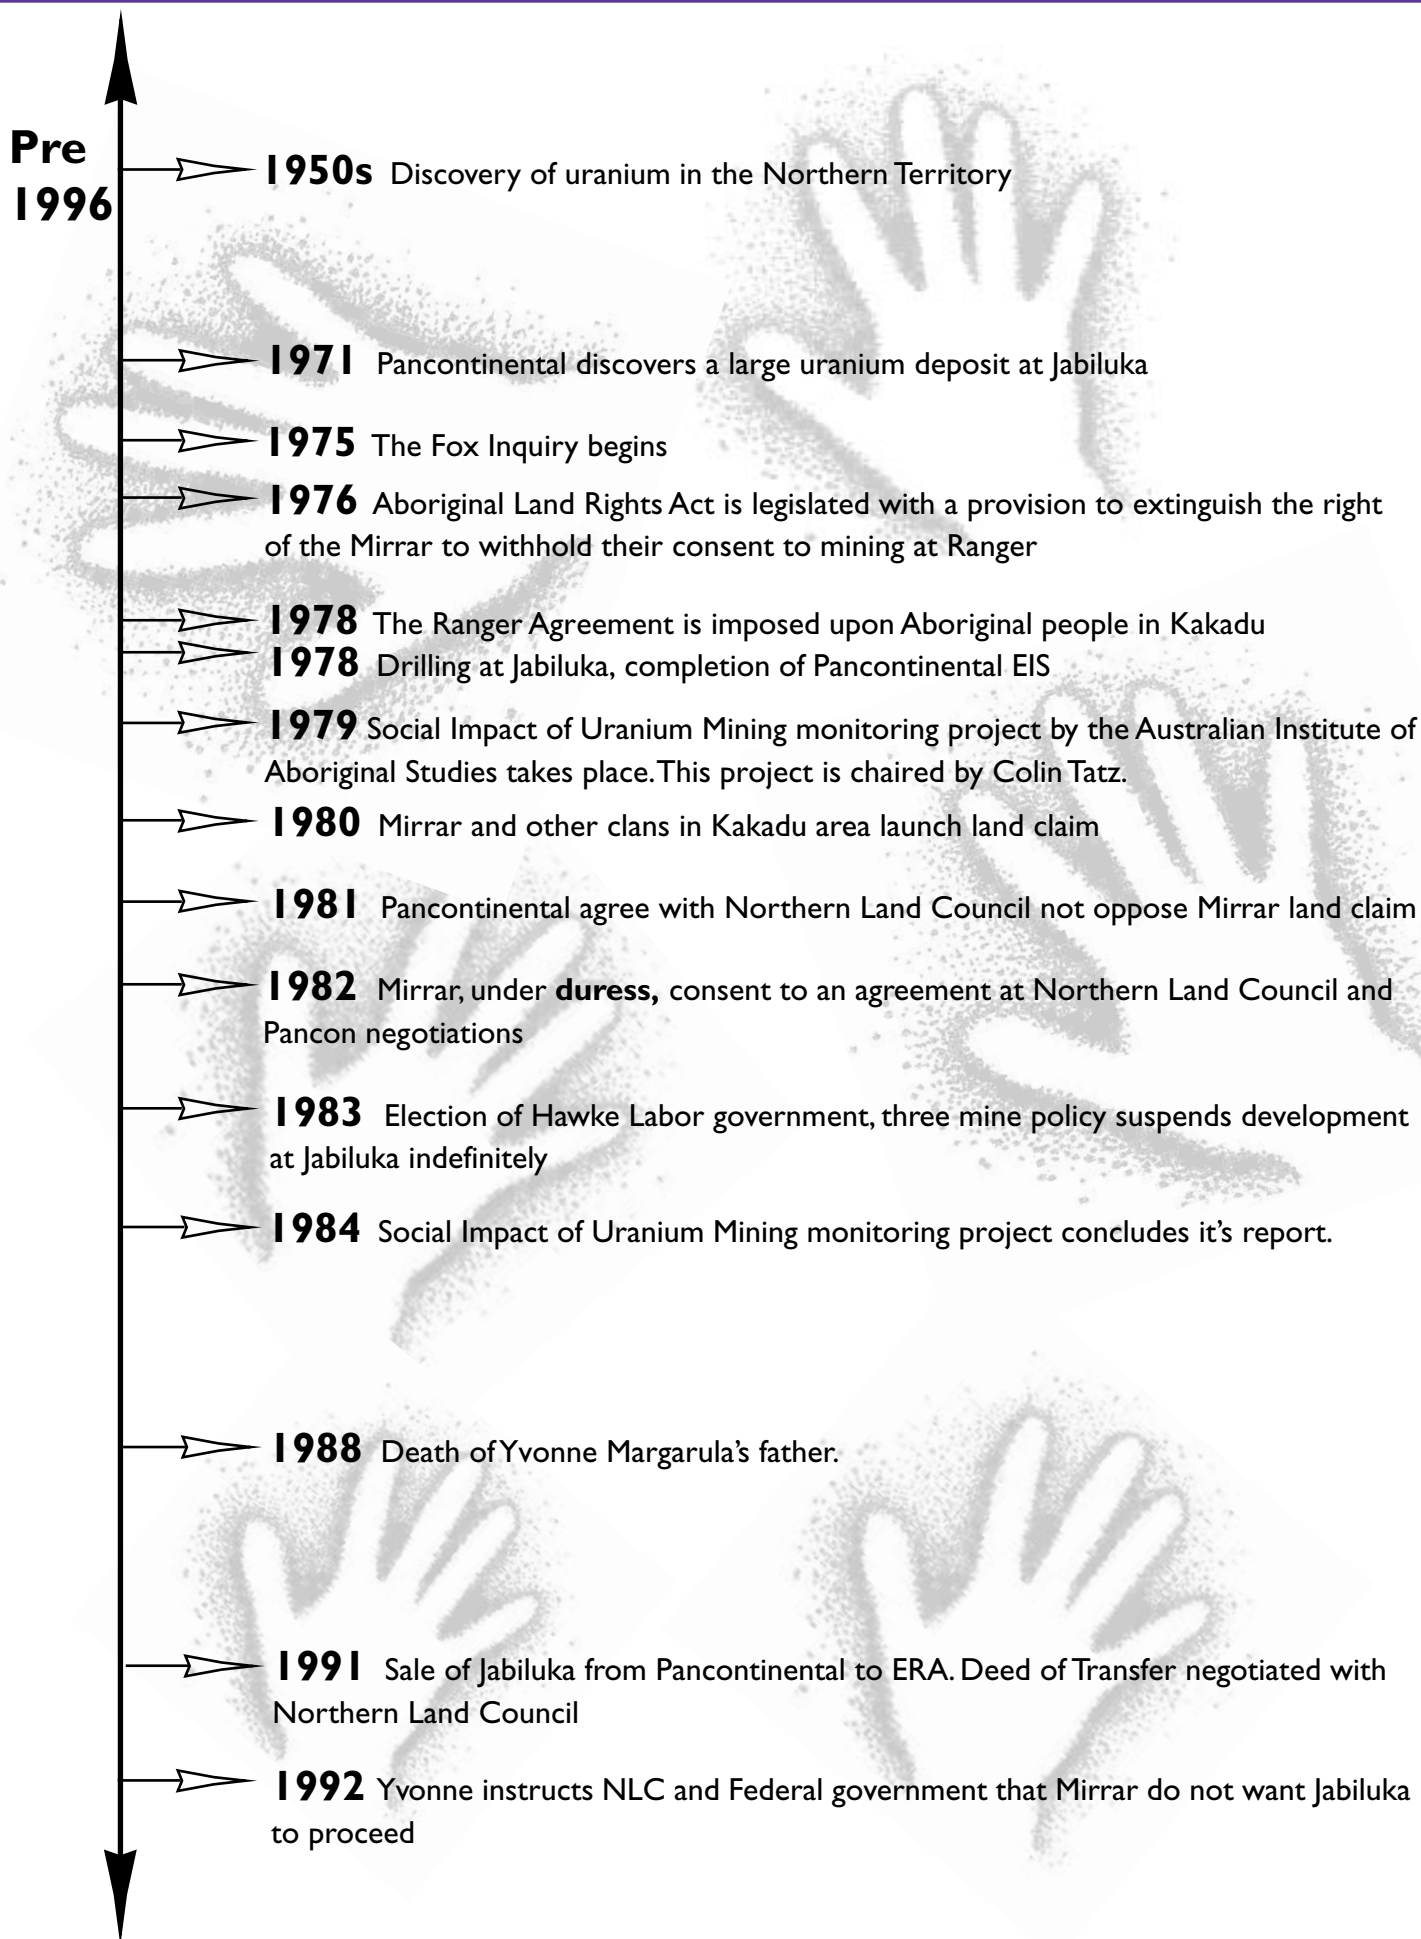 Pre
1996
1950s Discovery of uranium in the Northern Territory
1971 Pancontinental discovers a large uranium deposit at Jabiluka
1975 The Fox Inquiry begins
1976 Aboriginal Land Rights Act is legislated with a provision to extinguish the right
of the Mirrar to withhold their consent to mining at Ranger
1978 The Ranger Agreement is imposed upon Aboriginal people in Kakadu
1978 Drilling at Jabiluka, completion of Pancontinental EIS
1979 Social Impact of Uranium Mining monitoring project by the Australian Institute of
Aboriginal Studies takes place. This project is chaired by Colin Tatz.
1980 Mirrar and other clans in Kakadu area launch land claim
1981 Pancontinental agree with Northern Land Council not oppose Mirrar land claim
1982 Mirrar, under duress, consent to an agreement at Northern Land Council and
Pancon negotiations
1983 Election of Hawke Labor government, three mine policy suspends development
at Jabiluka indefinitely
1984 Social Impact of Uranium Mining monitoring project concludes it’s report.
1988 Death of Yvonne Margarula’s father.
1991 Sale of Jabiluka from Pancontinental to ERA. Deed of Transfer negotiated with
Northern Land Council
1992 Yvonne instructs NLC and Federal government that Mirrar do not want Jabiluka
to proceed